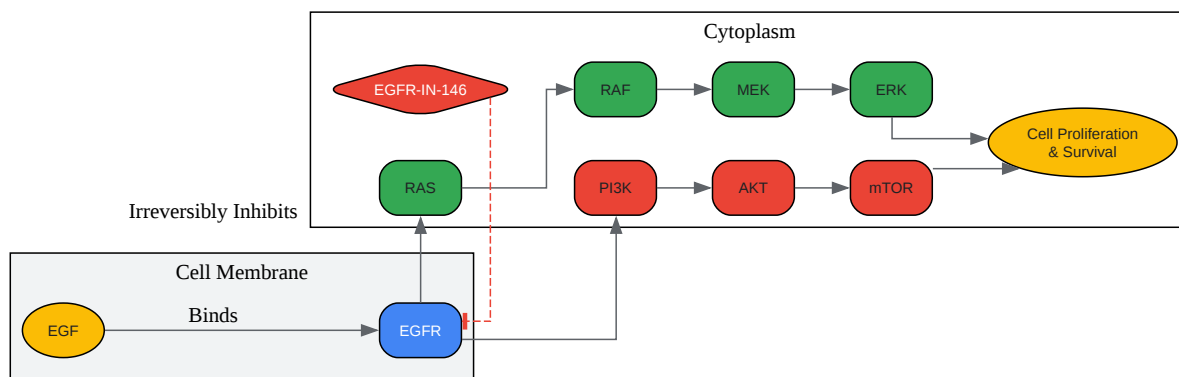 Cytoplasm
EGFR-IN-146
RAF
MEK
ERK
Cell Proliferation
& Survival
RAS
PI3K
AKT
mTOR
Irreversibly Inhibits
Cell Membrane
Binds
EGF
EGFR